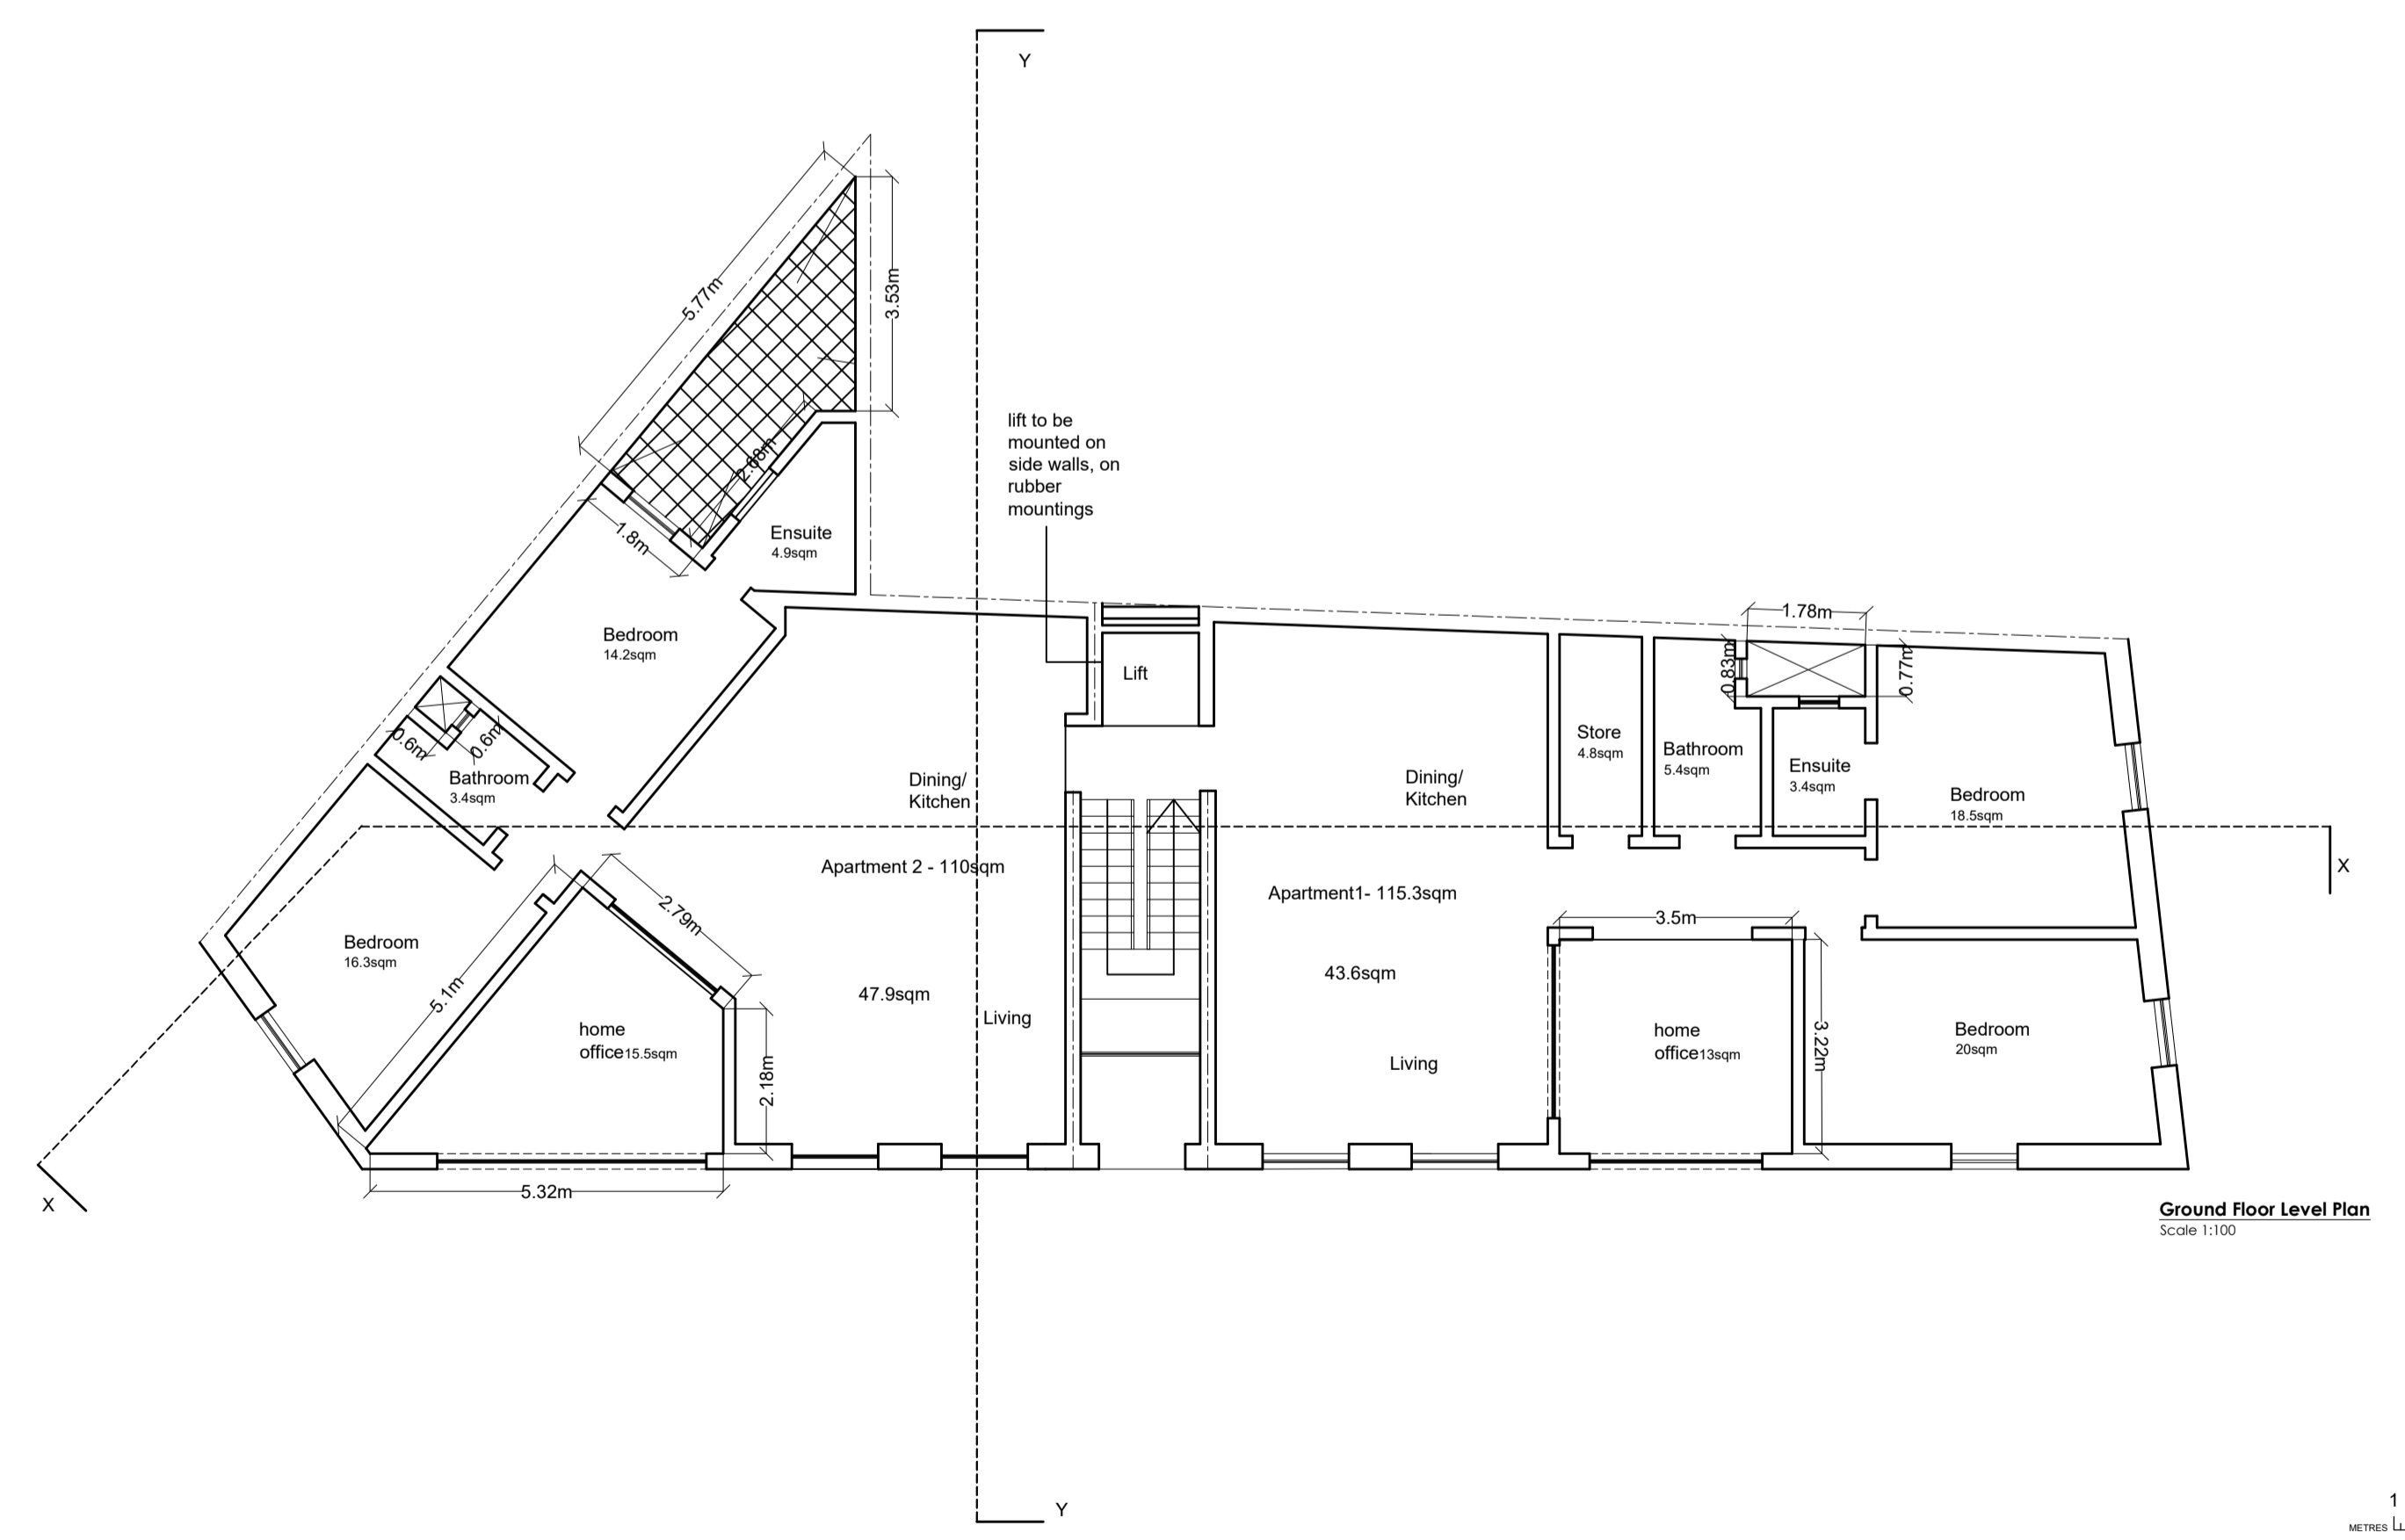 Y
5.77m
3.53m
lift to be
mounted on
side walls, on
rubber
mountings
2.68m
1.8m
Ensuite
4.9sqm
Bedroom
14.2sqm
Lift
1.78m
0.83m
0.77m
0.6m
0.6m
Bathroom
3.4sqm
Dining/
Kitchen
Dining/
Kitchen
Store
4.8sqm
Bathroom
5.4sqm
Ensuite
3.4sqm
Bedroom
18.5sqm
X
Apartment 2 - 110sqm
Apartment1- 115.3sqm
2.79m
3.5m
Bedroom
16.3sqm
5.1m
47.9sqm
Living
43.6sqm
Living
home
office15.5sqm
2.18m
home
office13sqm
3.22m
Bedroom
20sqm
5.32m
X
Ground Floor Level Plan
Scale 1:100
Y
1
METRES